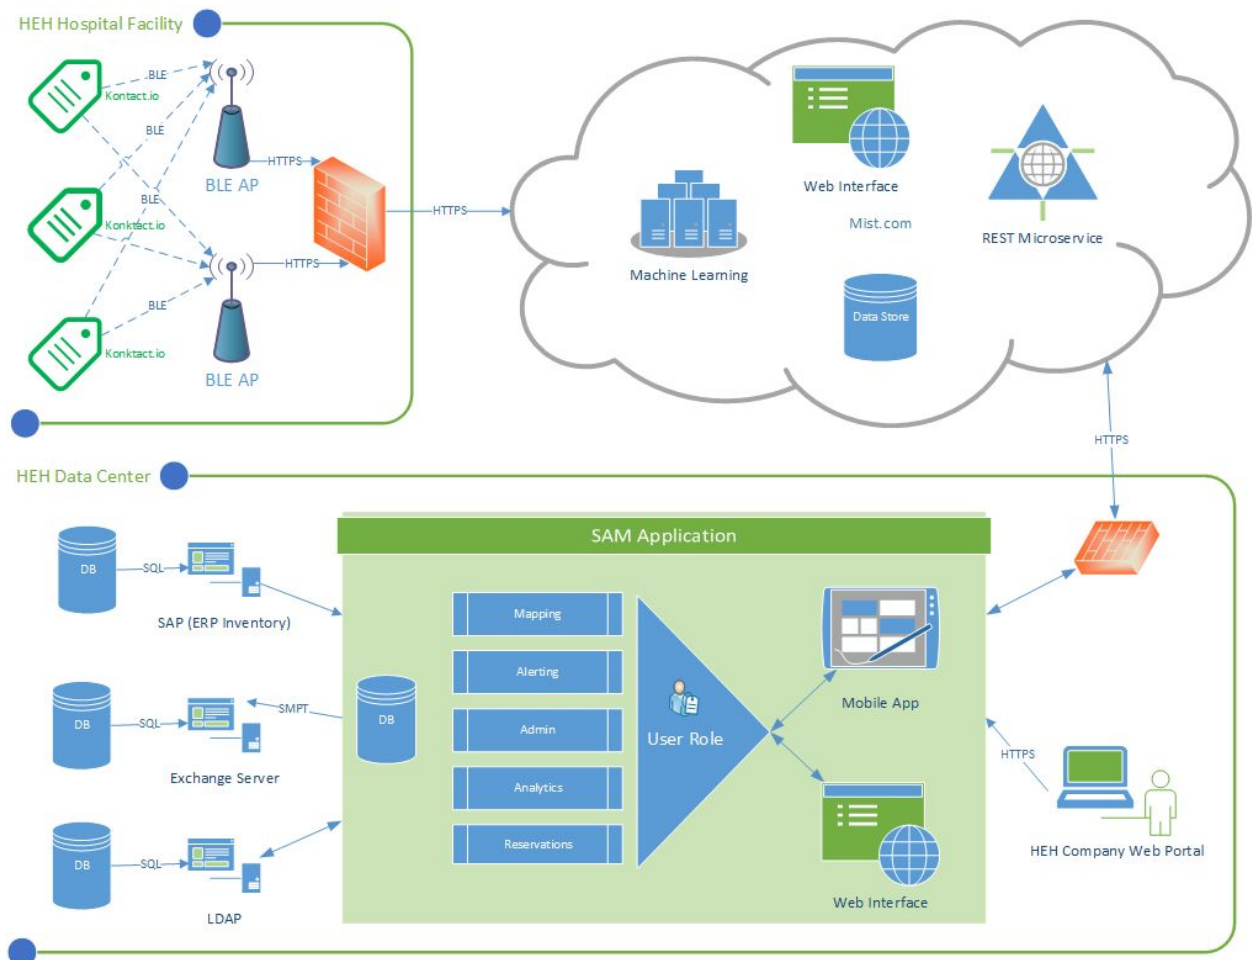 HEH Hospital Facility
BLE
Kontact.io
BLE
HTTPS
BLE AP
BLE
Konktact.io
HTTPS
HTTPS
BLE
Konktact.io
BLE AP
Web Interface
Mist.com
REST Microservice
Machine Learning
Data Store
HTTPS
HEH Data Center
SAM Application
DB
SQL
SAP (ERP Inventory)
Mapping
Alerting
Mobile App
DB
SQL
SMPT
DB
Admin
User Role
Exchange Server
HTTPS
Analytics
Reservations
HEH Company Web Portal
DB
SQL
LDAP
Web Interface